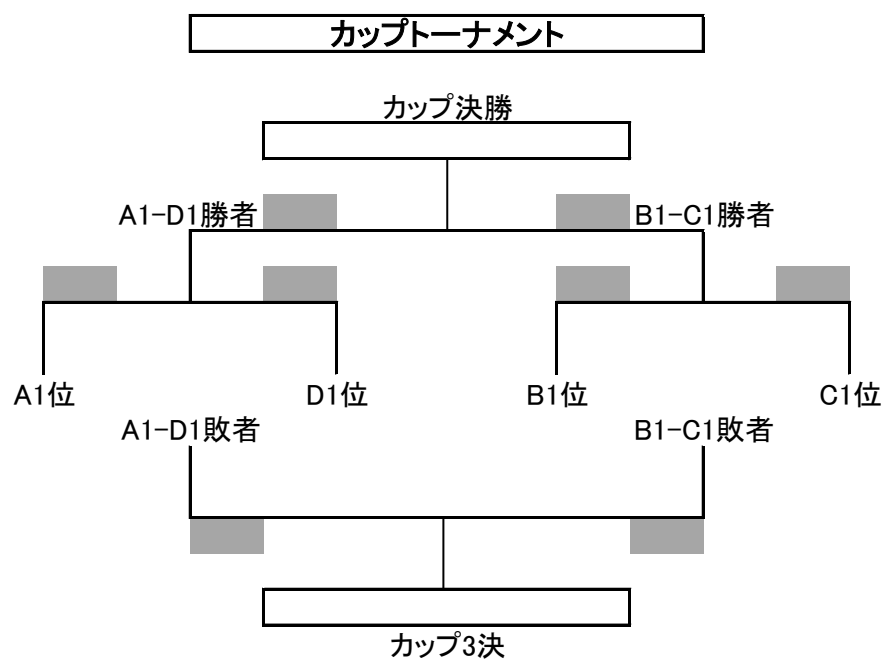 カップトーナメント
カップ決勝
A1-D1勝者
B1-C1勝者
A1位
D1位
B1位
C1位
A1-D1敗者
B1-C1敗者
カップ3決